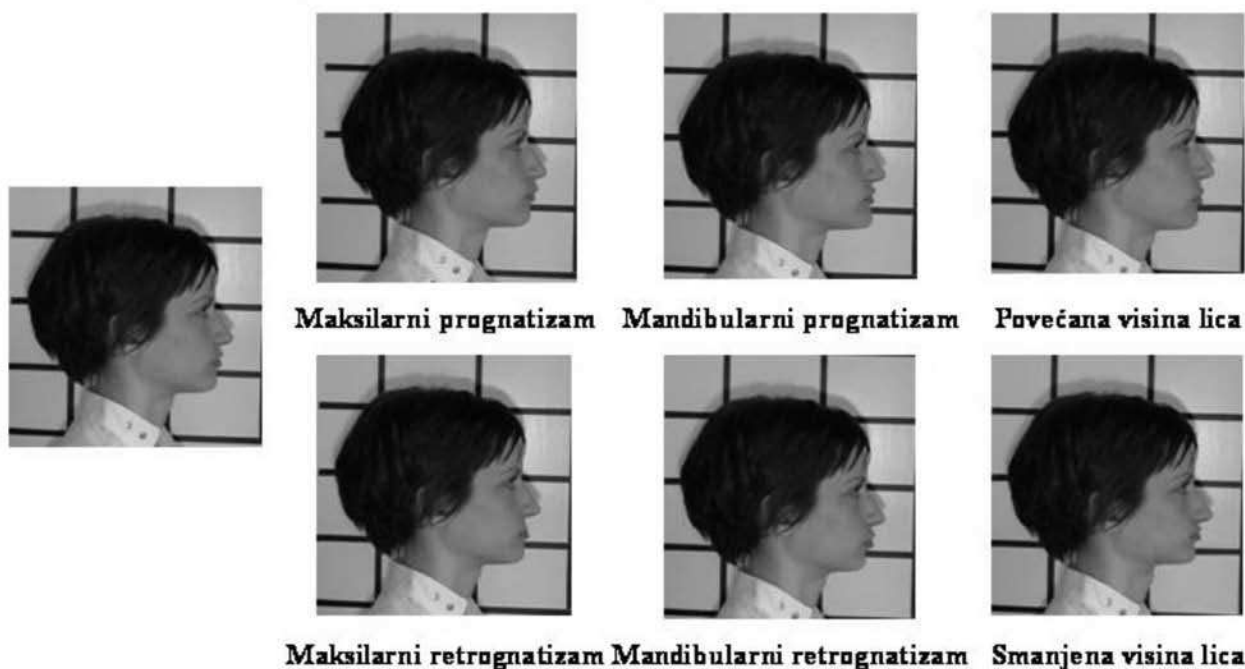 Maksilarni prognatizam Mandibularni prognatizam Povećana visina lica
Maksilarni retrognatizam Mandibularni retrognatizam Smanjena visina lica